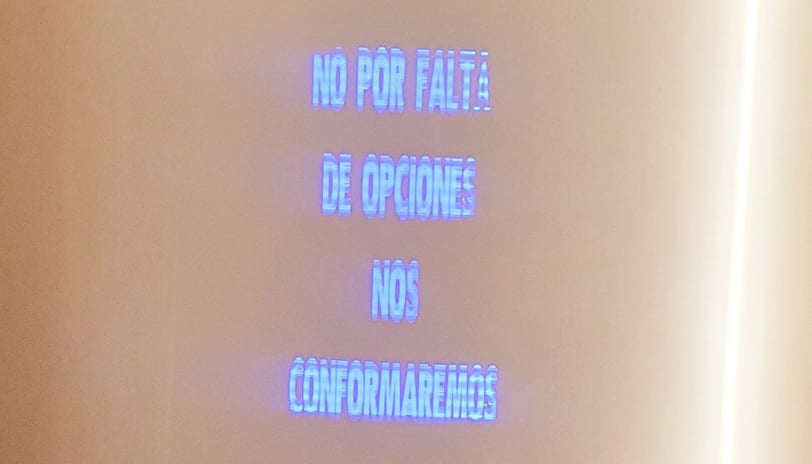 NO POR FALTA
DE OPCIONES
NOS
CONFORMAREMOS